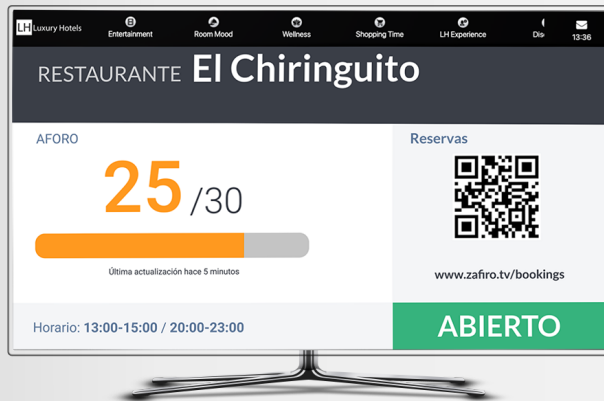 LH Luxury Hotels
Entertainment
Room Mood
Wellness
Shopping Time
LH Experience
13:36
RESTAURANTE El Chiringuito
AFORO
25 /30
Última actualización hace 5 minutos
Reservas
www.zafiro.tv/bookings
Horario: 13:00-15:00 / 20:00-23:00
ABIERTO